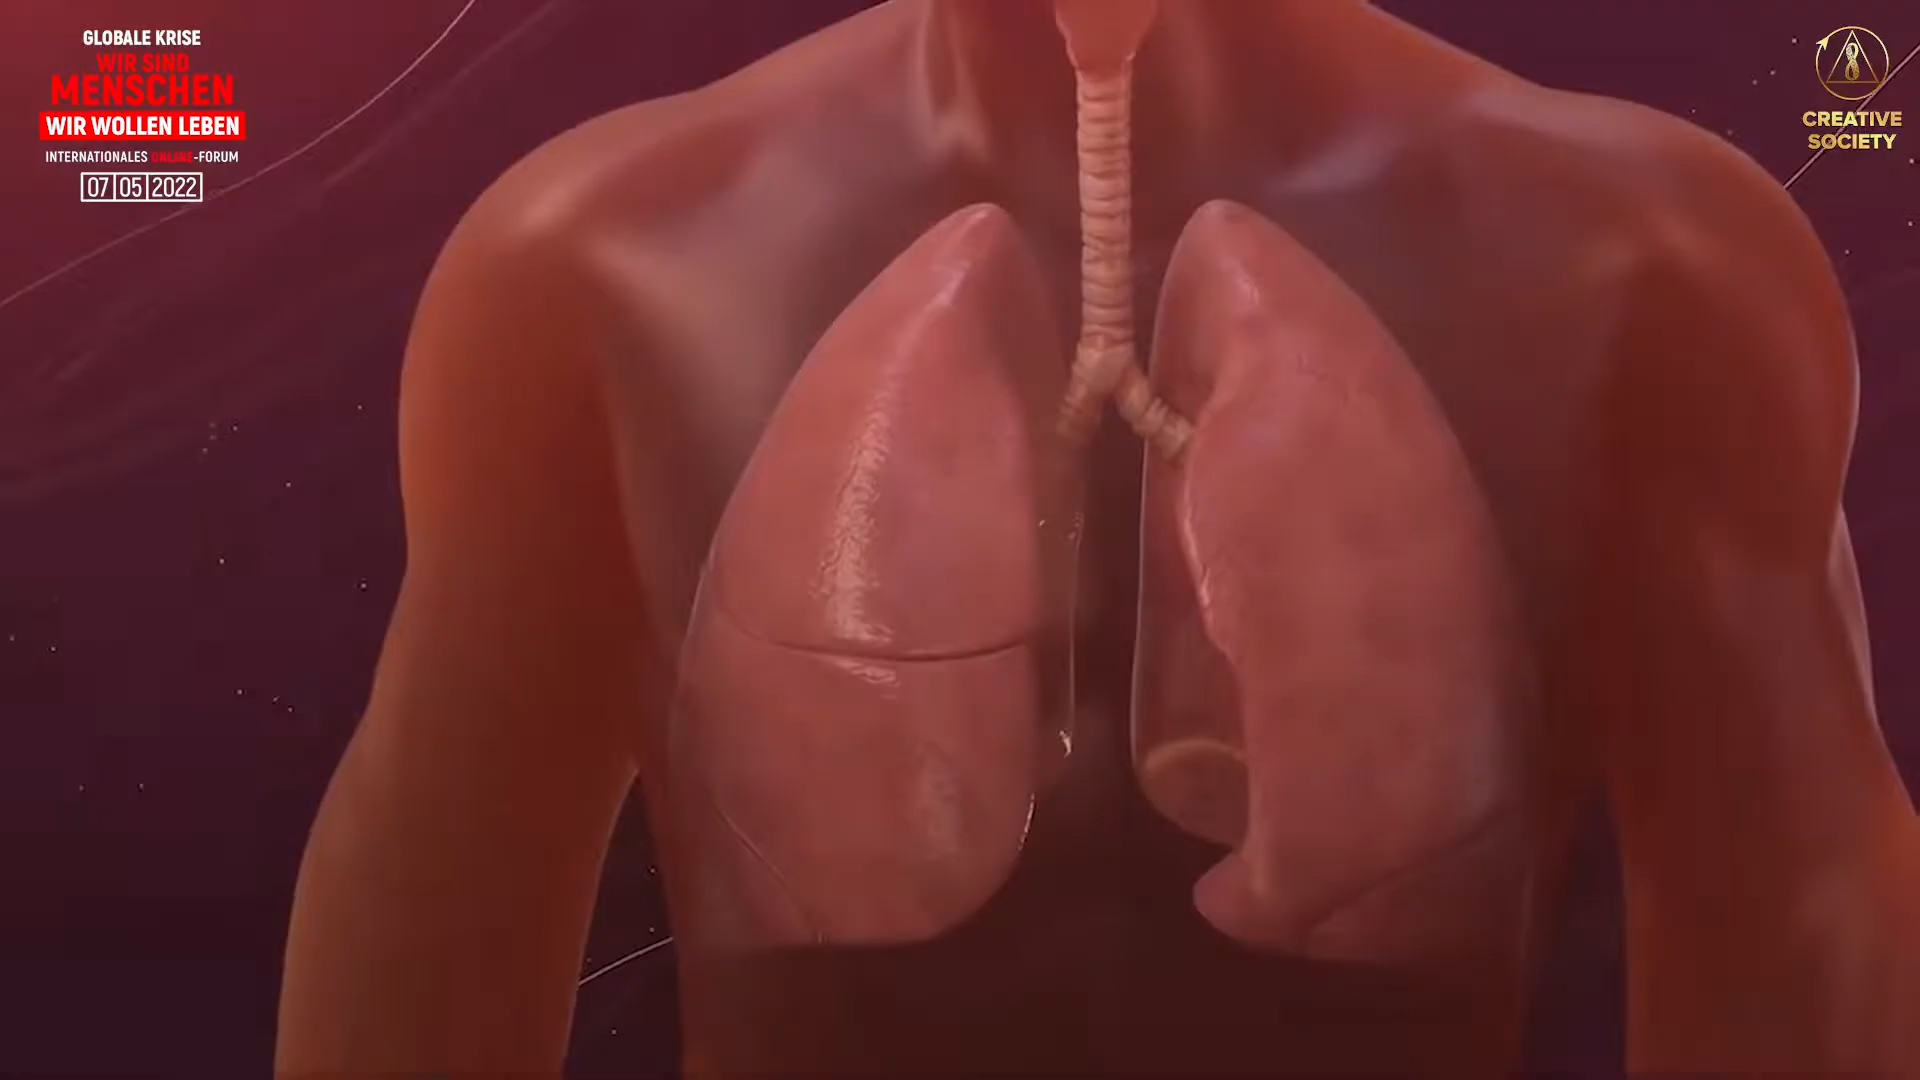 GLOBALE KRISE
WIR SIND
MENSCHEN
WIR WOLLEN LEBEN
INTERNATIONALES ONLINE-FORUM
07 05 2022
CREATIVE
SOCIETY